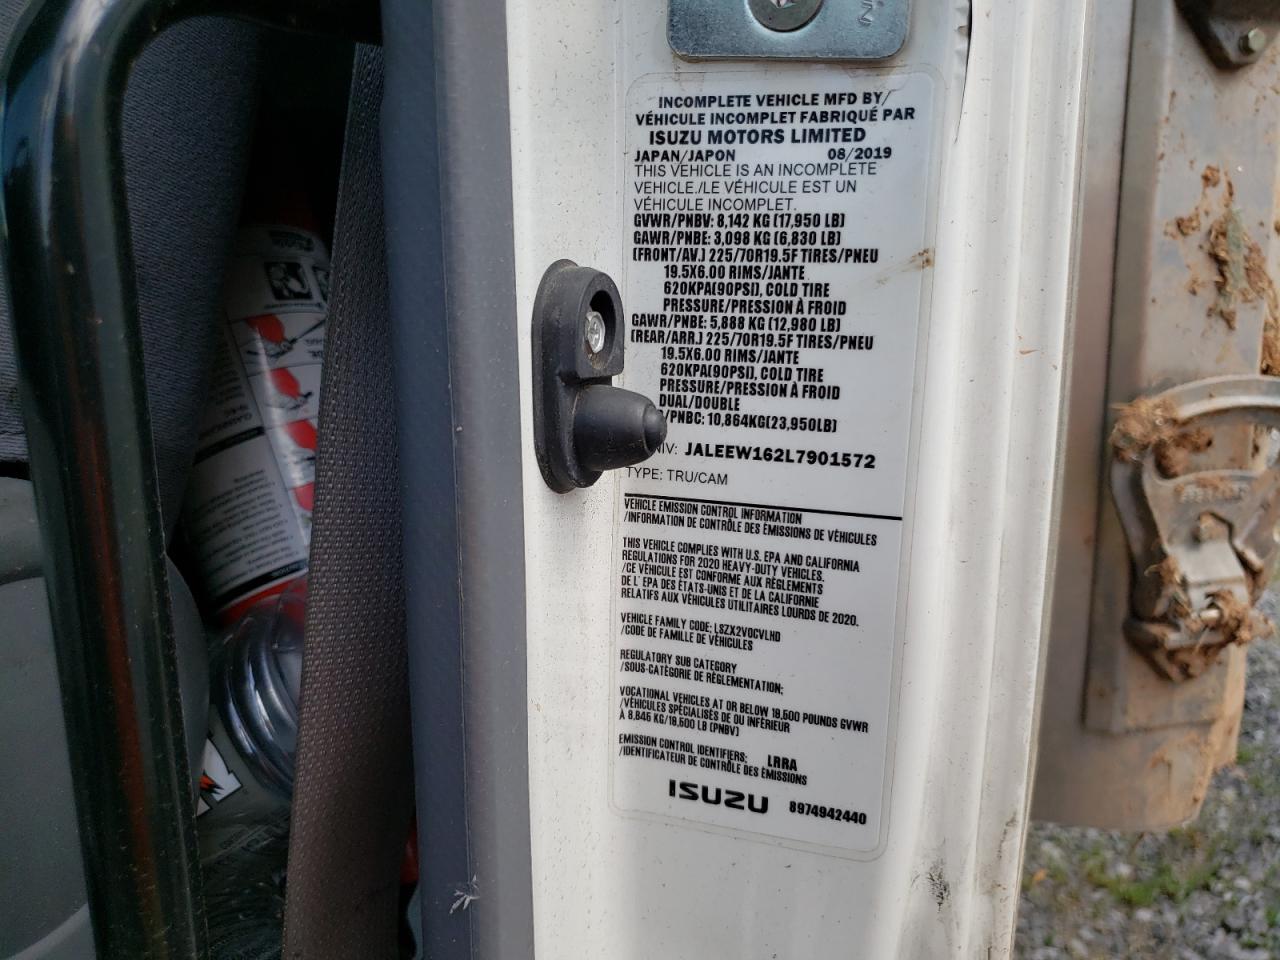 INCOMPLETE VEHICLE MFD BY/
VÉHICULE INCOMPLET FABRIQUÉ PAR
ISUZU MOTORS LIMITED
JAPAN/JAPON 08/2019
THIS VEHICLE IS AN INCOMPLETE
VEHICLE./LE VÉHICULE EST UN
VÉHICULE INCOMPLET.
GVWR/PNBV: 8,142 KG (17,950 LB)
GAWR/PNBE: 3,098 KG (6,830 LB)
(FRONT/AV.) 225/70R19.5F TIRES/PNEU
19.5X6.00 RIMS/JANTE
620KPA(90PSI), COLD TIRE
PRESSURE/PRESSION À FROID
GAWR/PNBE: 5,888 KG (12,980 LB)
(REAR/ARR.) 225/70R19.5F TIRES/PNEU
19.5X6.00 RIMS/JANTE
620KPA(90PSI), COLD TIRE
PRESSURE/PRESSION À FROID
DUAL/DOUBLE
/PNBC: 10,864KG(23,950LB)
NIV: JALEEW162L7901572
TYPE: TRU/CAM
VEHICLE EMISSION CONTROL INFORMATION
/INFORMATION DE CONTRÔLE DES ÉMISSIONS DE VÉHICULES
THIS VEHICLE COMPLIES WITH U.S. EPA AND CALIFORNIA
REGULATIONS FOR 2020 HEAVY-DUTY VEHICLES.
/CE VÉHICULE EST CONFORME AUX RÈGLEMENTS
DE L' EPA DES ÉTATS-UNIS ET DE LA CALIFORNIE
RELATIFS AUX VÉHICULES UTILITAIRES LOURDS DE 2020.
VEHICLE FAMILY CODE: LSZX2VOCVLHD
/CODE DE FAMILLE DE VÉHICULES
REGULATORY SUB CATEGORY
/SOUS-CATÉGORIE DE RÉGLEMENTATION:
VOCATIONAL VEHICLES AT OR BELOW 19,500 POUNDS GVWR
/VÉHICULES SPÉCIALISÉS DE OU INFÉRIEUR
À 8,845 KG/19,500 LB (PNBV)
EMISSION CONTROL IDENTIFIERS: LRRA
/IDENTIFICATEUR DE CONTRÔLE DES ÉMISSIONS
ISUZU 8974942440